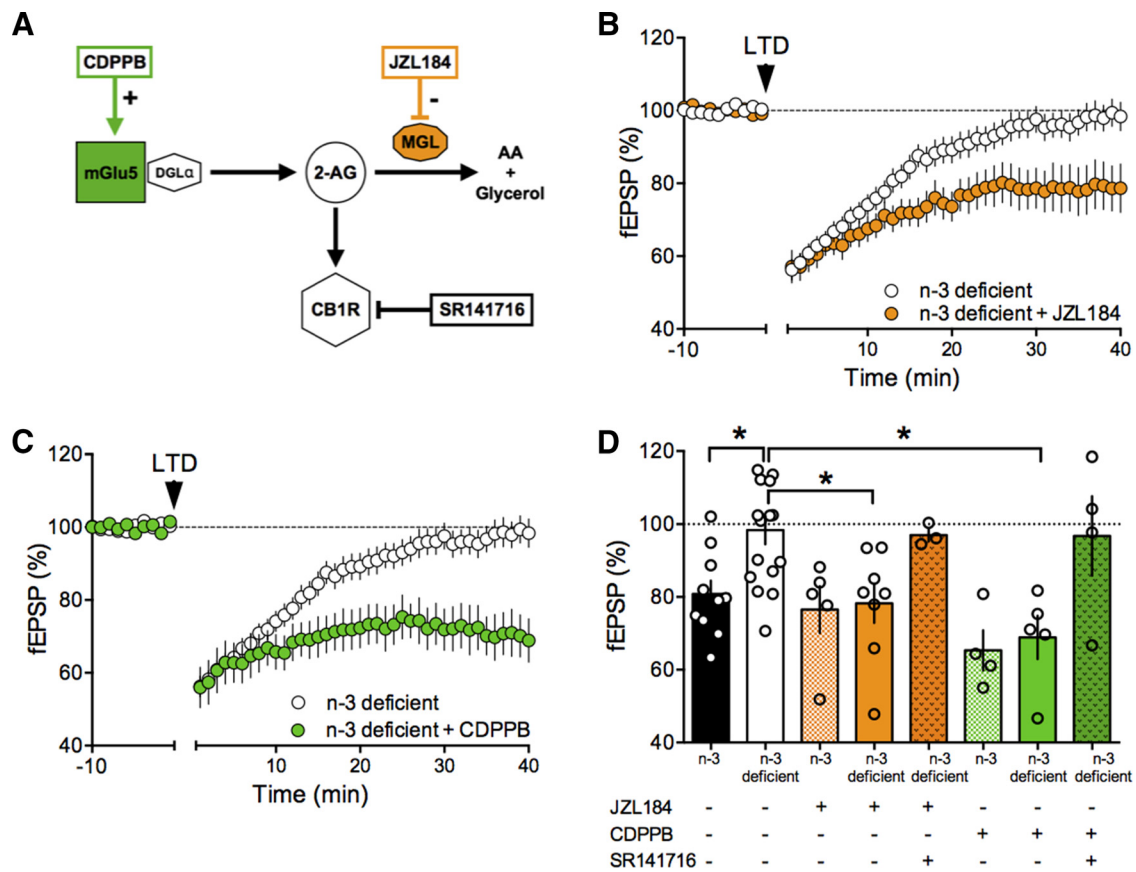 A
CDPPB
JZL184
+
-
MGL
mGlu5
DGLα
2-AG
AA
+
Glycerol
CB1R
SR141716
B
LTD
120
100
80
60
40
fEPSP (%)
n-3 deficient
n-3 deficient + JZL184
-10
10
20
30
40
Time (min)
C
LTD
120
100
80
60
40
fEPSP (%)
n-3 deficient
n-3 deficient + CDPPB
-10
10
20
30
40
Time (min)
D
* * *
120
100
80
60
40
fEPSP (%)
n-3 n-3 n-3 n-3 n-3 n-3 n-3 n-3
deficient deficient deficient deficient deficient
JZL184 - - + + + - - -
CDPPB - - - - - + + +
SR141716 - - - - + - - +